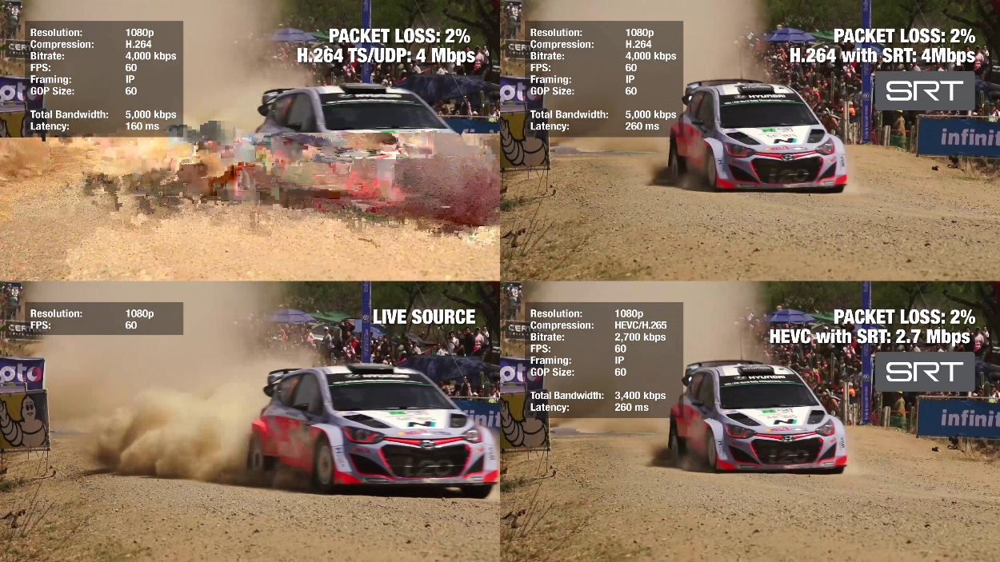 Resolution: 1080p
Compression: H.264
Bitrate: 4,000 kbps
FPS: 60
Framing: IP
GOP Size: 60
Total Bandwidth: 5,000 kbps
Latency: 160 ms
PACKET LOSS: 2%
H.264 TS/UDP: 4 Mbps
Resolution: 1080p
Compression: H.264
Bitrate: 4,000 kbps
FPS: 60
Framing: IP
GOP Size: 60
Total Bandwidth: 5,000 kbps
Latency: 260 ms
PACKET LOSS: 2%
H.264 with SRT: 4Mbps
SRT
HYUNDAI
i20
infinit
Resolution: 1080p
FPS: 60
LIVE SOURCE
i20
Resolution: 1080p
Compression: HEVC/H.265
Bitrate: 2,700 kbps
FPS: 60
Framing: IP
GOP Size: 60
Total Bandwidth: 3,400 kbps
Latency: 260 ms
PACKET LOSS: 2%
HEVC with SRT: 2.7 Mbps
SRT
HYUNDAI
i20
infinit